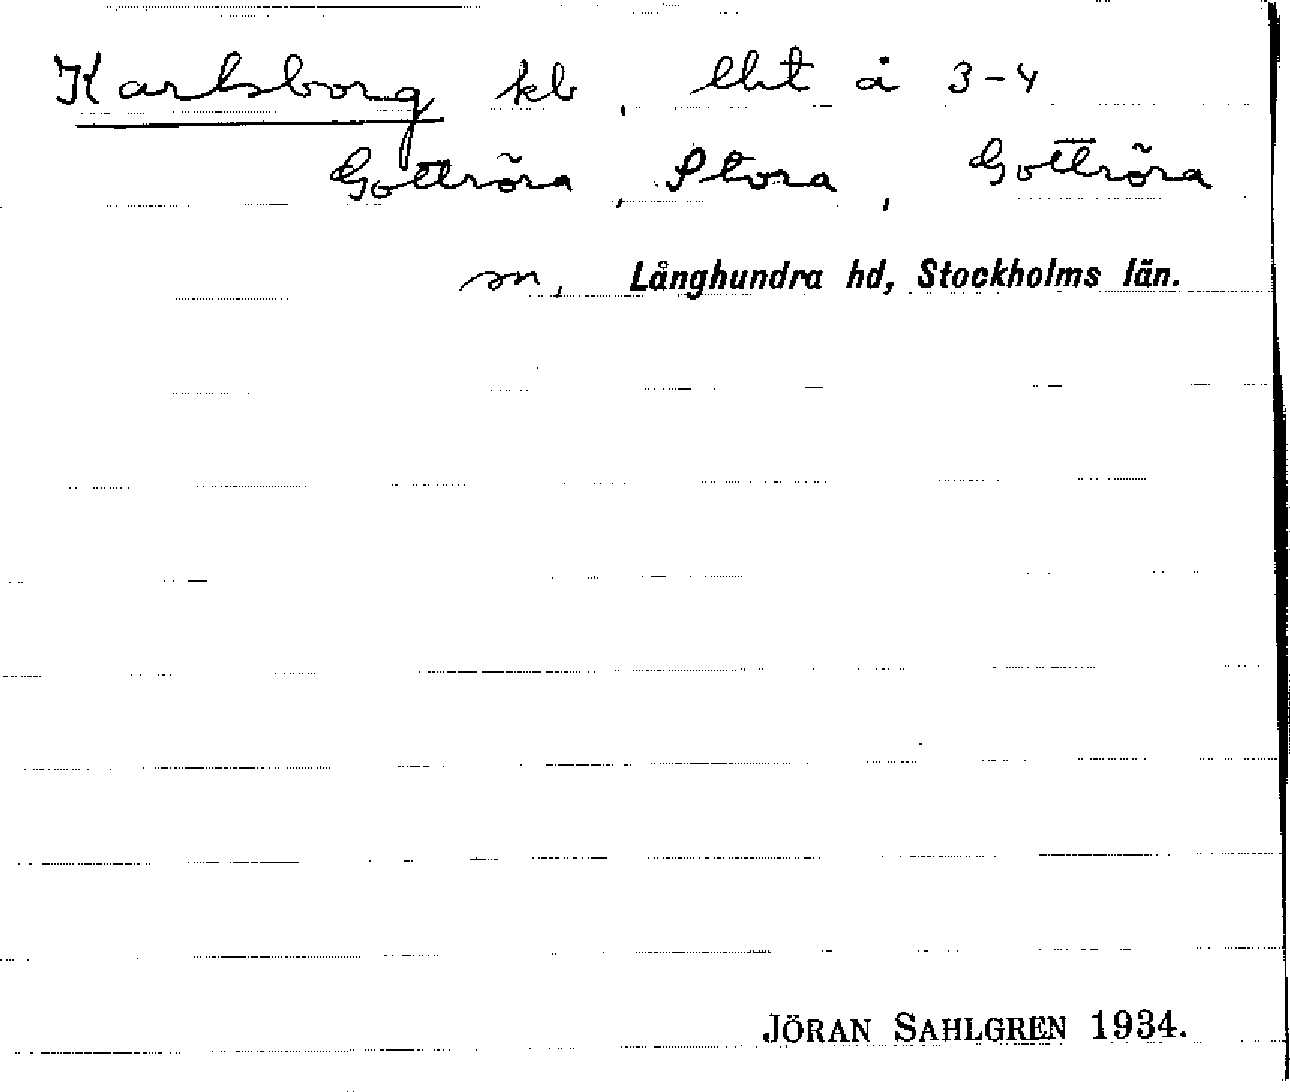 Karlsborg kb, lht å 3-4
Gottröra, Stora, Gottröra
sn, Långhundra hd, Stockholms län.
JÖRAN SAHLGREN 1934.